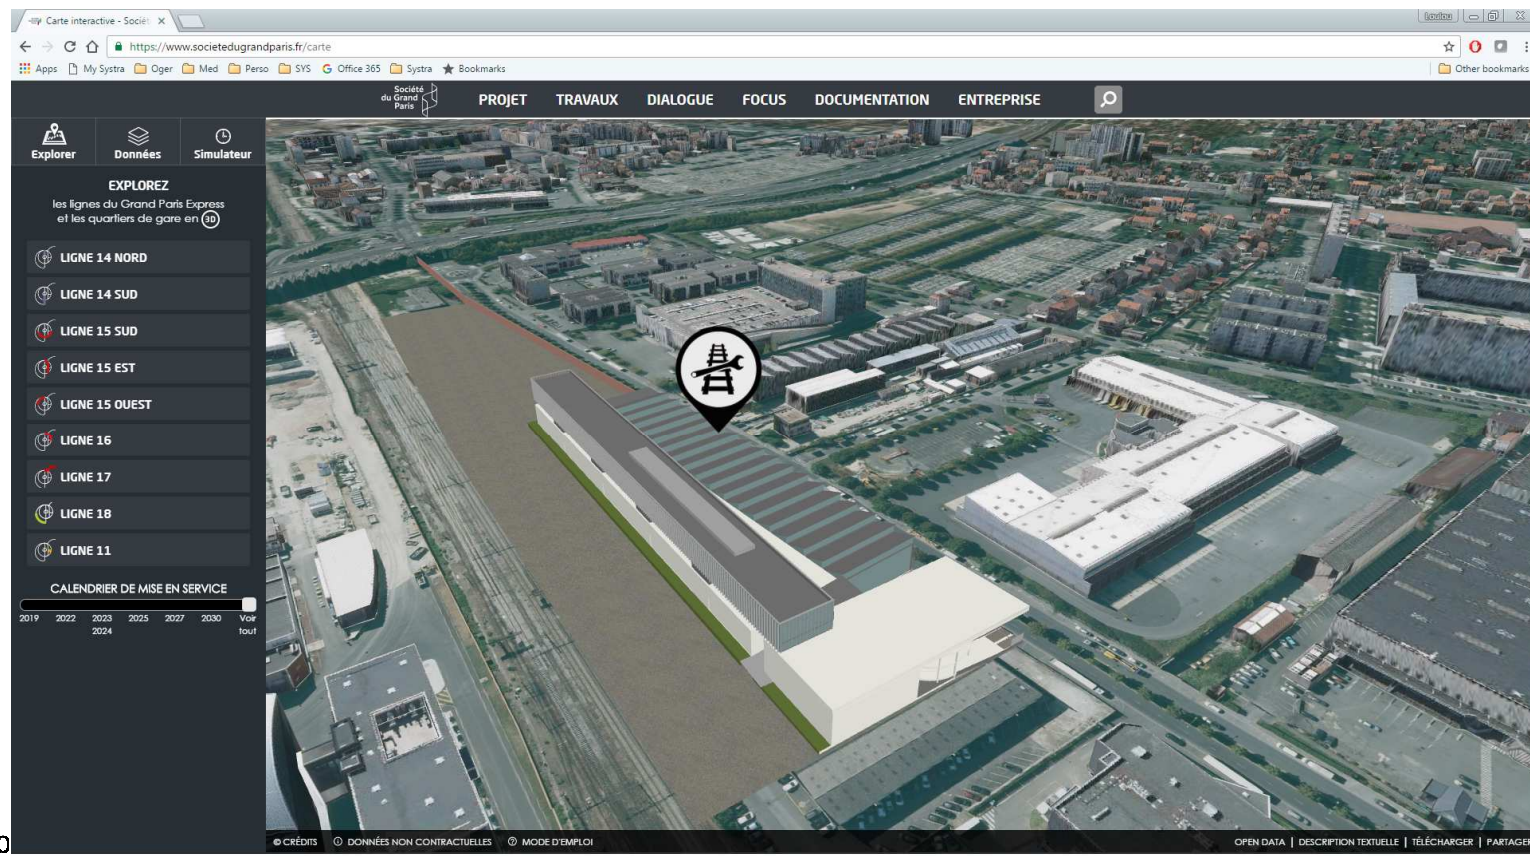 Carte interactive - Sociét
Loulou
https://www.societedugrandparis.fr/carte
Apps My Systra Oger Med Perso SYS Office 365 Systra Bookmarks Other bookmarks
Société
du Grand
Paris
PROJET TRAVAUX DIALOGUE FOCUS DOCUMENTATION ENTREPRISE
Explorer Données Simulateur
EXPLOREZ
les lignes du Grand Paris Express
et les quartiers de gare en 3D
LIGNE 14 NORD
LIGNE 14 SUD
LIGNE 15 SUD
LIGNE 15 EST
LIGNE 15 OUEST
LIGNE 16
LIGNE 17
LIGNE 18
LIGNE 11
CALENDRIER DE MISE EN SERVICE
2019 2022 2023 2025 2027 2030 Voir
2024 tout
© CRÉDITS DONNÉES NON CONTRACTUELLES MODE D'EMPLOI OPEN DATA | DESCRIPTION TEXTUELLE | TÉLÉCHARGER | PARTAGER